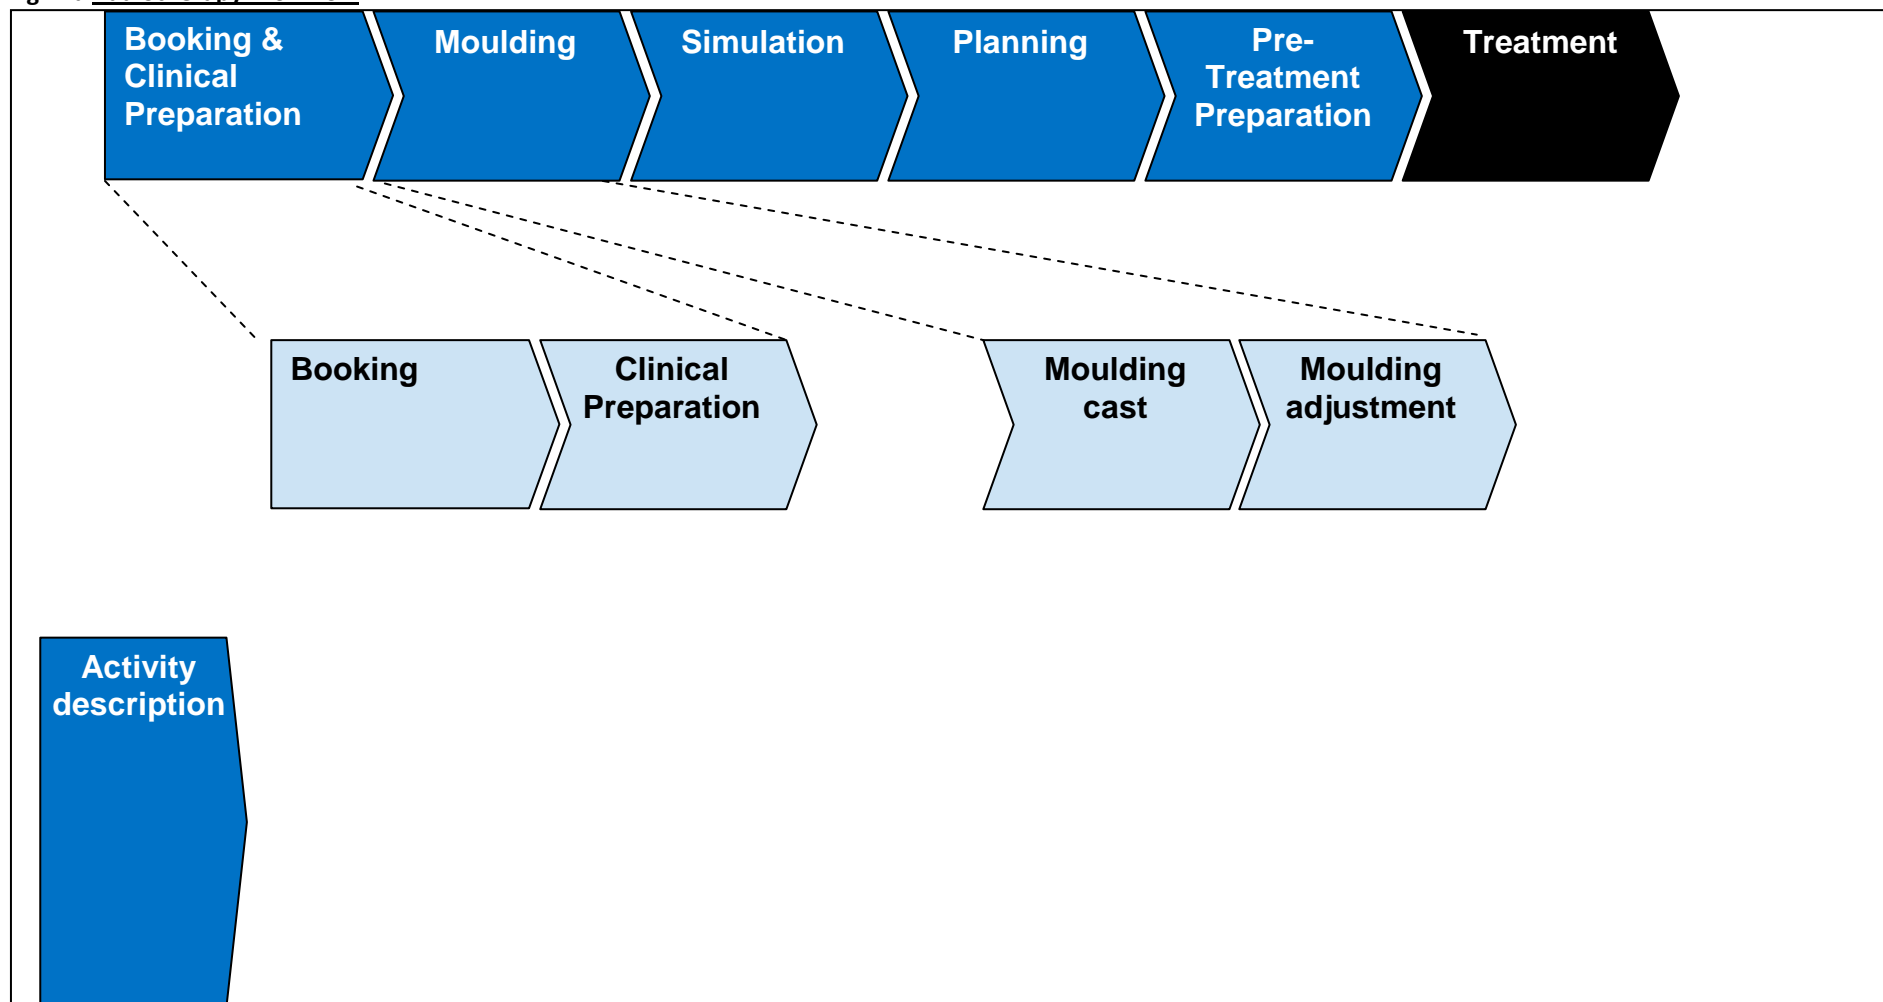 Booking &
Clinical
Preparation
Moulding
Simulation
Planning
Pre-
Treatment
Preparation
Treatment
Booking
Clinical
Preparation
Moulding
cast
Moulding
adjustment
Activity
description